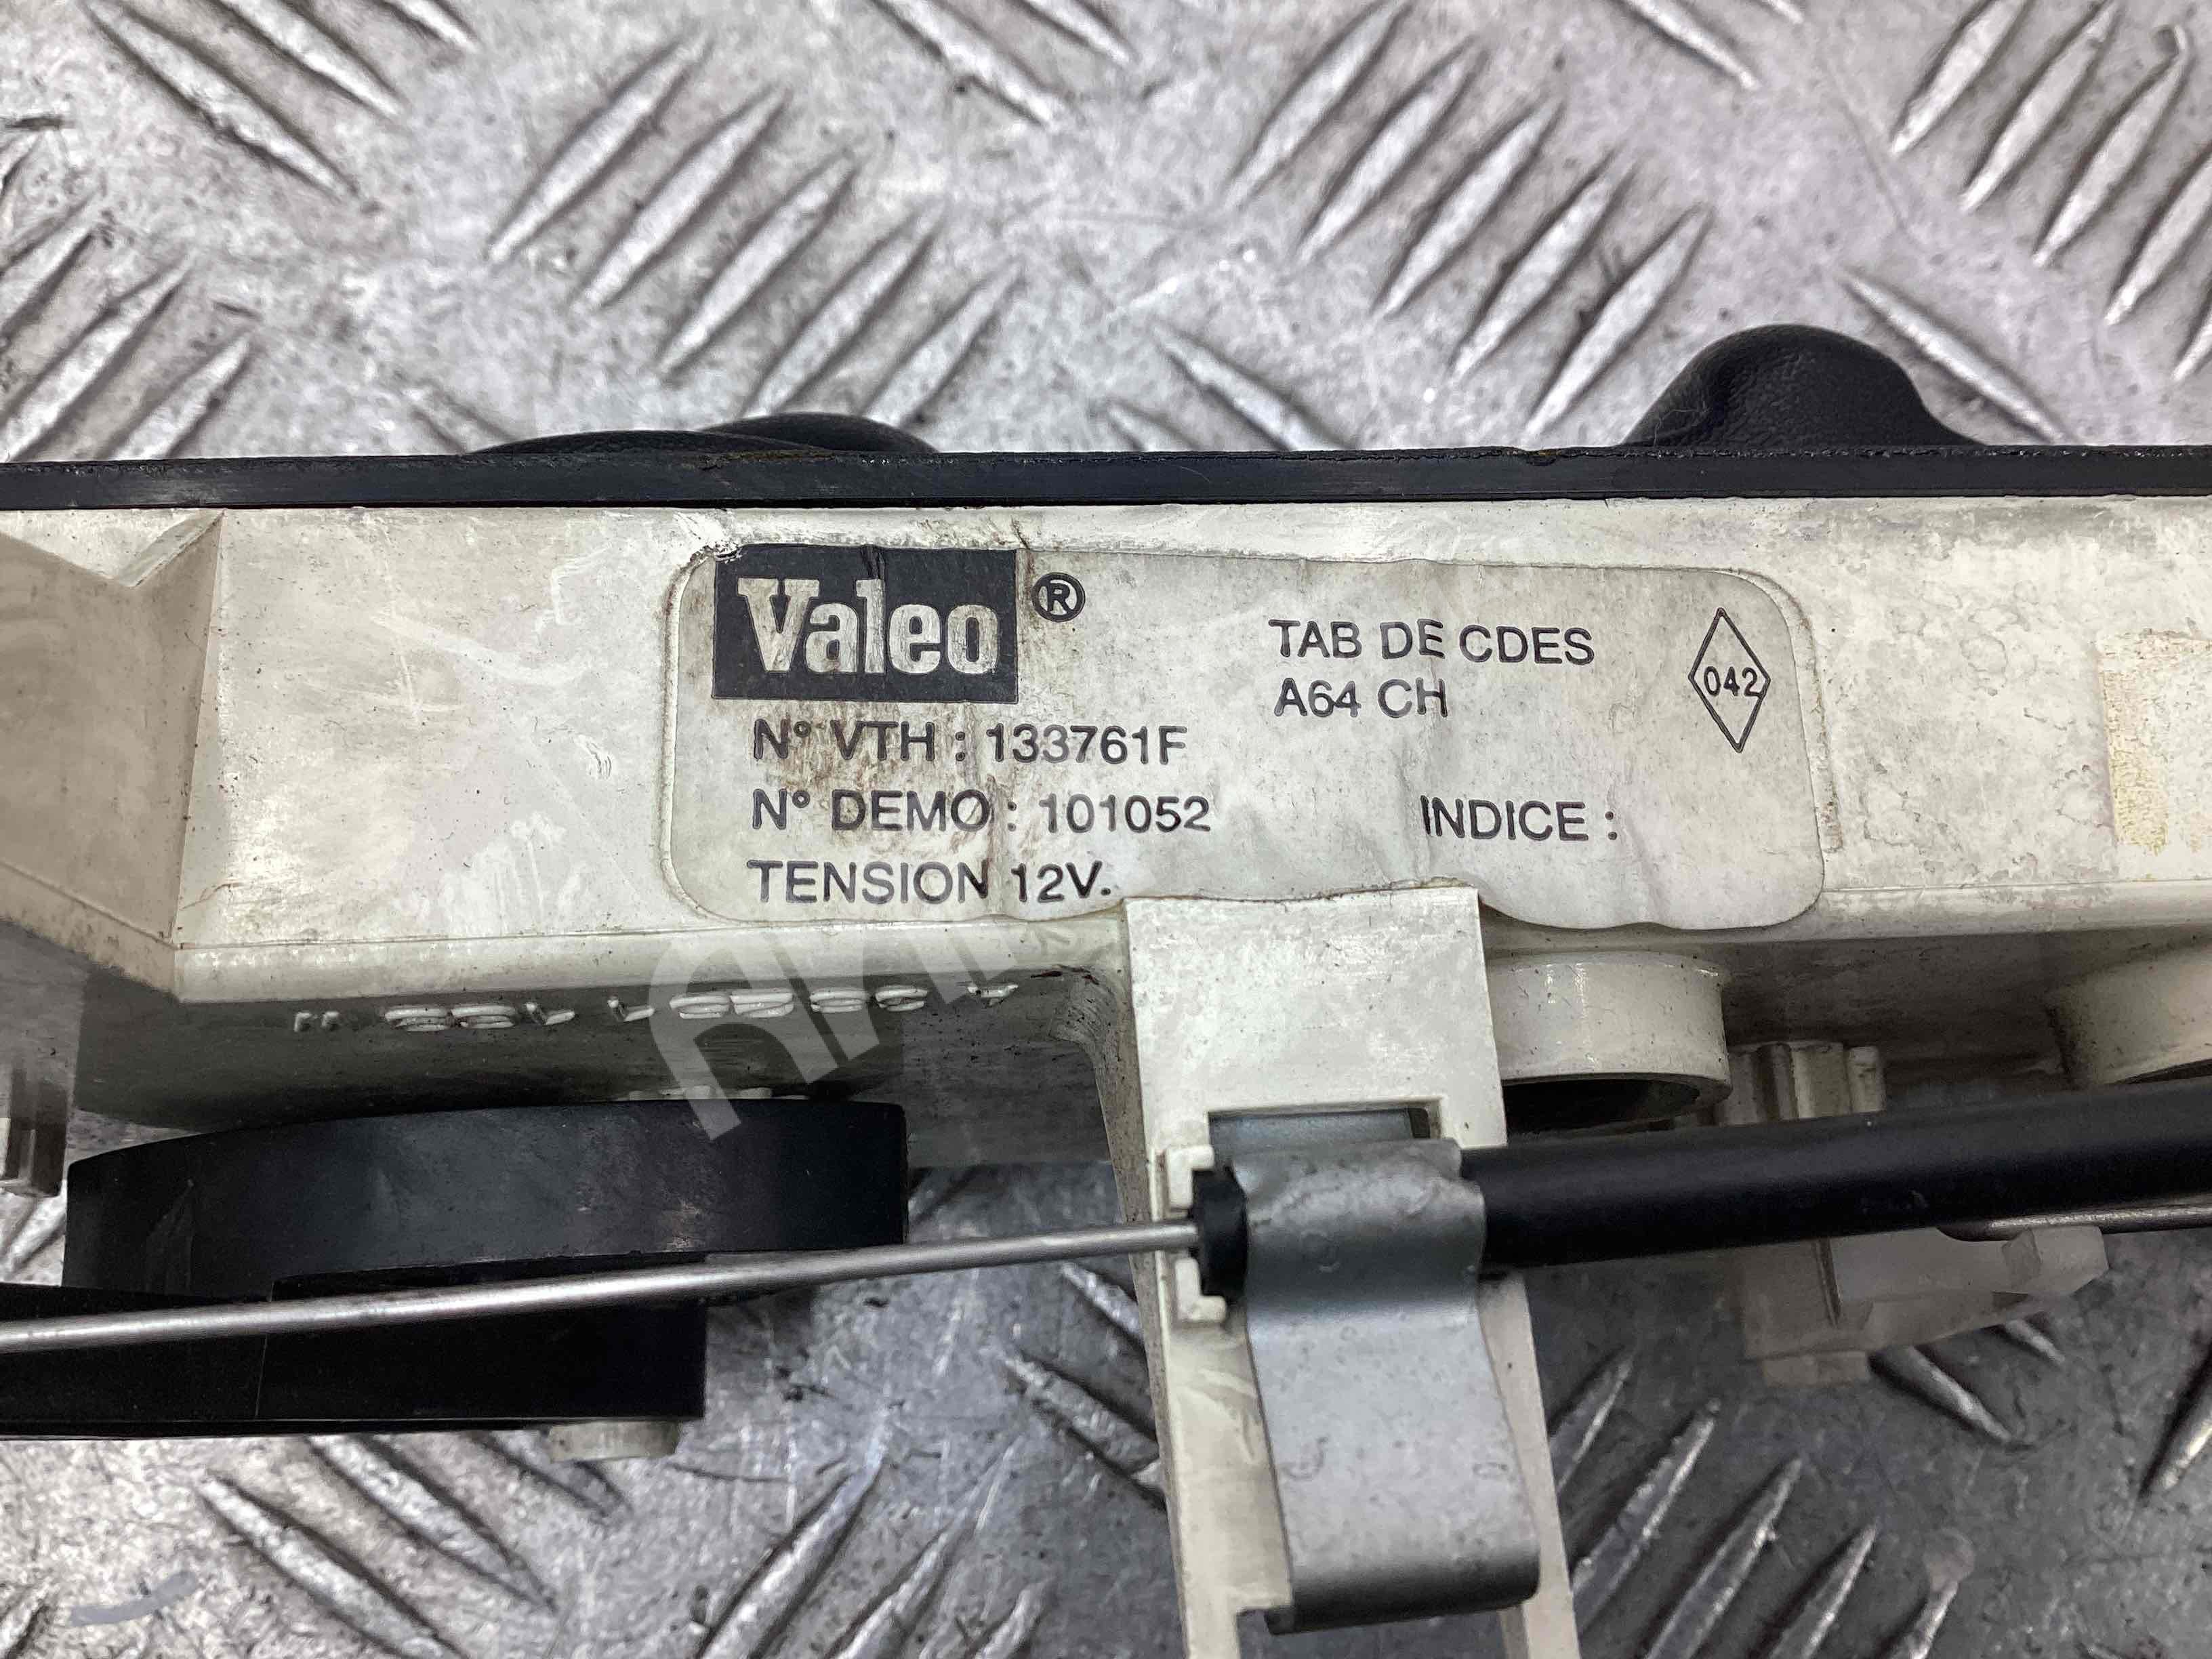 Valeo®
TAB DE CDES
A64 CH
042
N° VTH : 133761F
N° DEMO : 101052
INDICE :
TENSION 12V.